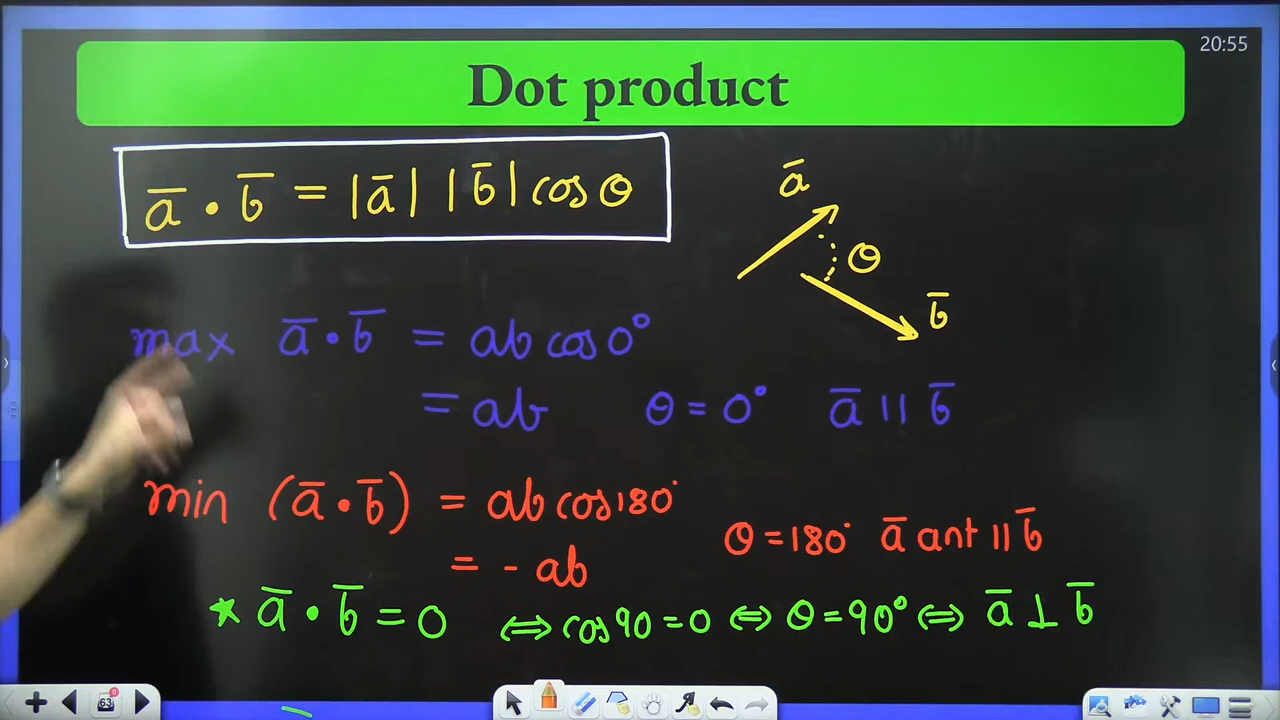 20:55
Dot product
a̅ • b̅ = |a̅| |b̅| cos θ
a̅
θ
b̅
max a̅ • b̅ = ab cos 0°
= ab θ = 0° a̅ || b̅
min (a̅ • b̅) = ab cos 180°
= - ab θ = 180° a̅ ant || b̅
* a̅ • b̅ = 0 ⇔ cos 90 = 0 ⇔ θ = 90° ⇔ a̅ ⊥ b̅
63
0